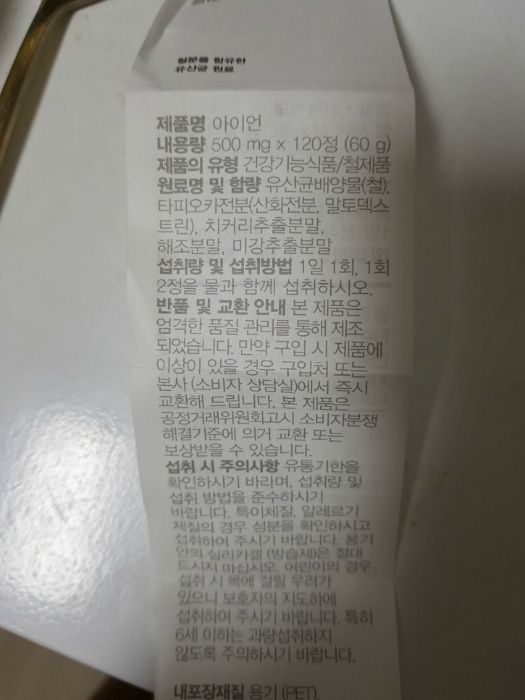 철분을 함유한
유산균 원료
제품명 아이언
내용량 500 mg x 120정 (60 g)
제품의 유형 건강기능식품/철제품
원료명 및 함량 유산균배양물(철),
타피오카전분(산화전분, 말토덱스
트린), 치커리추출분말,
해조분말, 미강추출분말
섭취량 및 섭취방법 1일 1회, 1회
2정을 물과 함께 섭취하시오.
반품 및 교환 안내 본 제품은
엄격한 품질 관리를 통해 제조
되었습니다. 만약 구입 시 제품에
이상이 있을 경우 구입처 또는
본사 (소비자 상담실)에서 즉시
교환해 드립니다. 본 제품은
공정거래위원회고시 소비자분쟁
해결기준에 의거 교환 또는
보상받을 수 있습니다.
섭취 시 주의사항 유통기한을
확인하시기 바라며, 섭취량 및
섭취 방법을 준수하시기
바랍니다. 특이체질, 알레르기
체질의 경우 성분을 확인하시고
섭취하여 주시기 바랍니다. 용기
안의 실리카겔 (방습제)은 절대
드시지 마십시오. 어린이의 경우
섭취 시 목에 걸릴 우려가
있으니 보호자의 지도하에
섭취하여 주시기 바랍니다. 특히
6세 이하는 과량섭취하지
않도록 주의하시기 바랍니다.
내포장재질 용기 (PET),